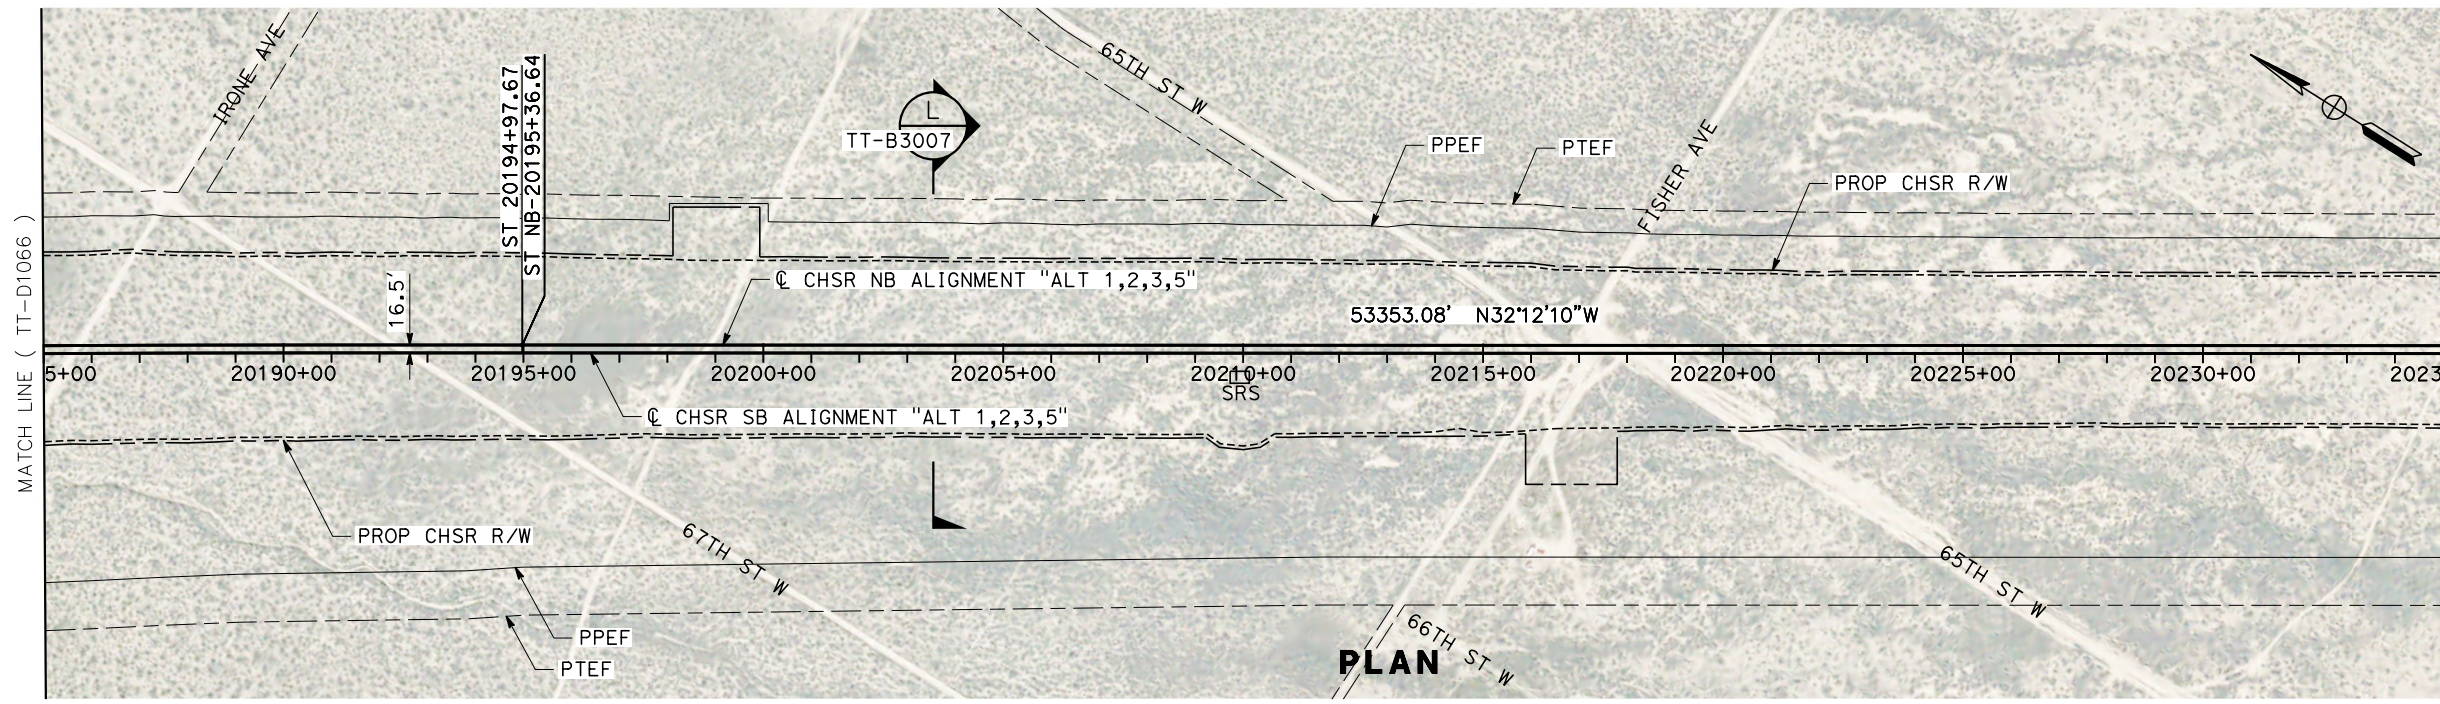 IRONE AVE
ST 20194+97.67
ST NB-20195+36.64
L
TT-B3007
65TH ST W
PPEF
PTEF
FISHER AVE
PROP CHSR R/W
MATCH LINE ( TT-D1066 )
16.5'
℄ CHSR NB ALIGNMENT "ALT 1,2,3,5"
53353.08' N32°12'10"W
5+00 20190+00 20195+00 20200+00 20205+00 20210+00 20215+00 20220+00 20225+00 20230+00 2023
SRS
℄ CHSR SB ALIGNMENT "ALT 1,2,3,5"
PROP CHSR R/W
67TH ST W
65TH ST W
PPEF
PTEF
66TH ST W
PLAN